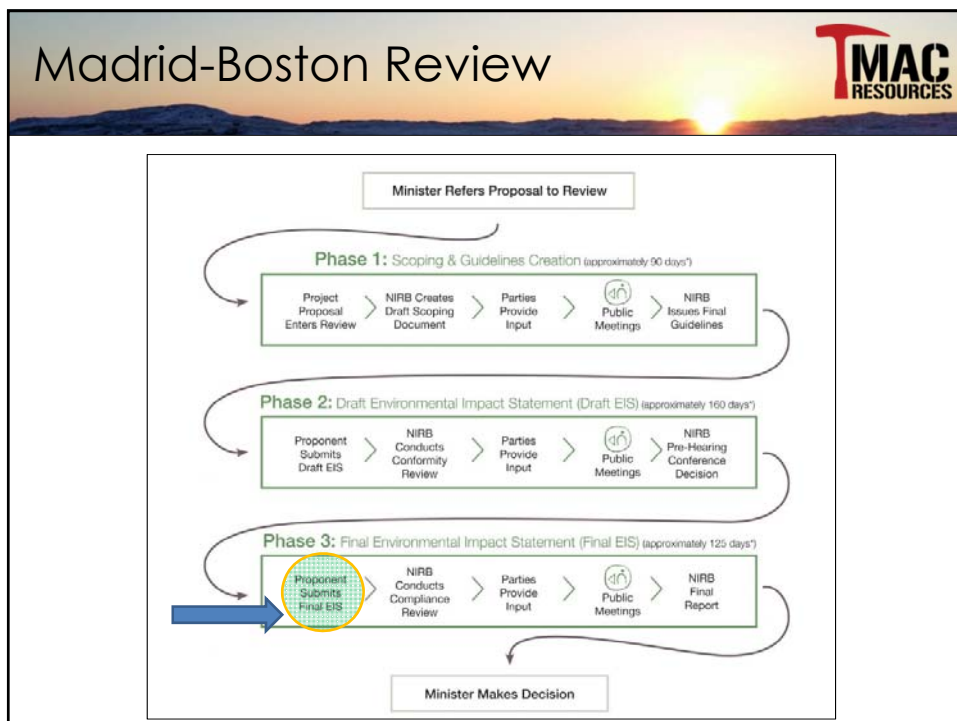 Madrid-Boston Review
TMAC
RESOURCES
Minister Refers Proposal to Review
Phase 1: Scoping & Guidelines Creation (approximately 90 days*)
Project
Proposal
Enters Review
NIRB Creates
Draft Scoping
Document
Parties
Provide
Input
Public
Meetings
NIRB
Issues Final
Guidelines
Phase 2: Draft Environmental Impact Statement (Draft EIS) (approximately 160 days*)
Proponent
Submits
Draft EIS
NIRB
Conducts
Conformity
Review
Parties
Provide
Input
Public
Meetings
NIRB
Pre-Hearing
Conference
Decision
Phase 3: Final Environmental Impact Statement (Final EIS) (approximately 125 days*)
Proponent
Submits
Final EIS
NIRB
Conducts
Compliance
Review
Parties
Provide
Input
Public
Meetings
NIRB
Final
Report
Minister Makes Decision